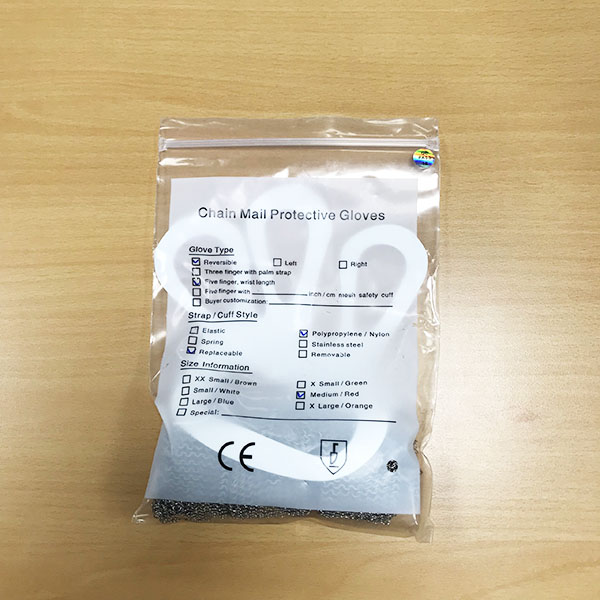 Chain Mail Protective Gloves
Glove Type
Reversible Left Right
Three finger with palm strap
Five finger, wrist length
Five finger with inch/cm mesh safety cuff
Buyer customization:
Strap/Cuff Style
Elastic Polypropylene/Nylon
Spring Stainless steel
Replaceable Removable
Size Information
XX Small/Brown X Small/Green
Small/White Medium/Red
Large/Blue X Large/Orange
Special:
CE